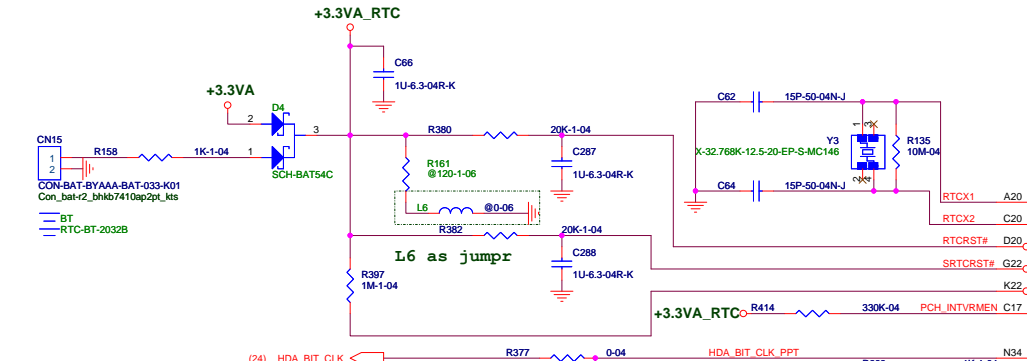 +3.3VA_RTC
C66
1U-6.3-04R-K
+3.3VA
D4
2
3
1
SCH-BAT54C
CN15
1
2
R158
1K-1-04
CON-BAT-BYAAA-BAT-033-K01
Con_bat-r2_bhkb7410ap2pt_kts
BT
RTC-BT-2032B
R380
20K-1-04
R161
@120-1-06
C287
1U-6.3-04R-K
L6
@0-06
R382
20K-1-04
L6 as jumpr
C288
1U-6.3-04R-K
R397
1M-1-04
C62
15P-50-04N-J
1
3
Y3
X-32.768K-12.5-20-EP-S-MC146
R135
10M-04
2
4
C64
15P-50-04N-J
RTCX1
A20
RTCX2
C20
RTCRST#
D20
SRTCRST#
G22
K22
+3.3VA_RTC
R414
330K-04
PCH_INTVRMEN
C17
(24)
HDA_BIT_CLK
R377
0-04
HDA_BIT_CLK_PPT
N34